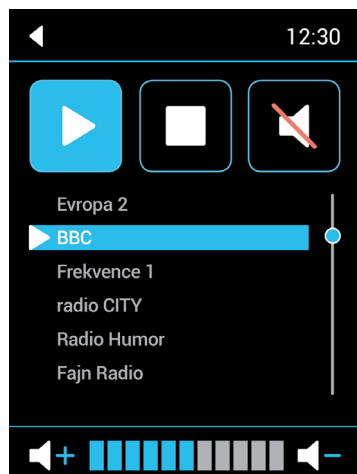 12:30
Evropa 2
BBC
Frekvence 1
radio CITY
Radio Humor
Fajn Radio
+ −